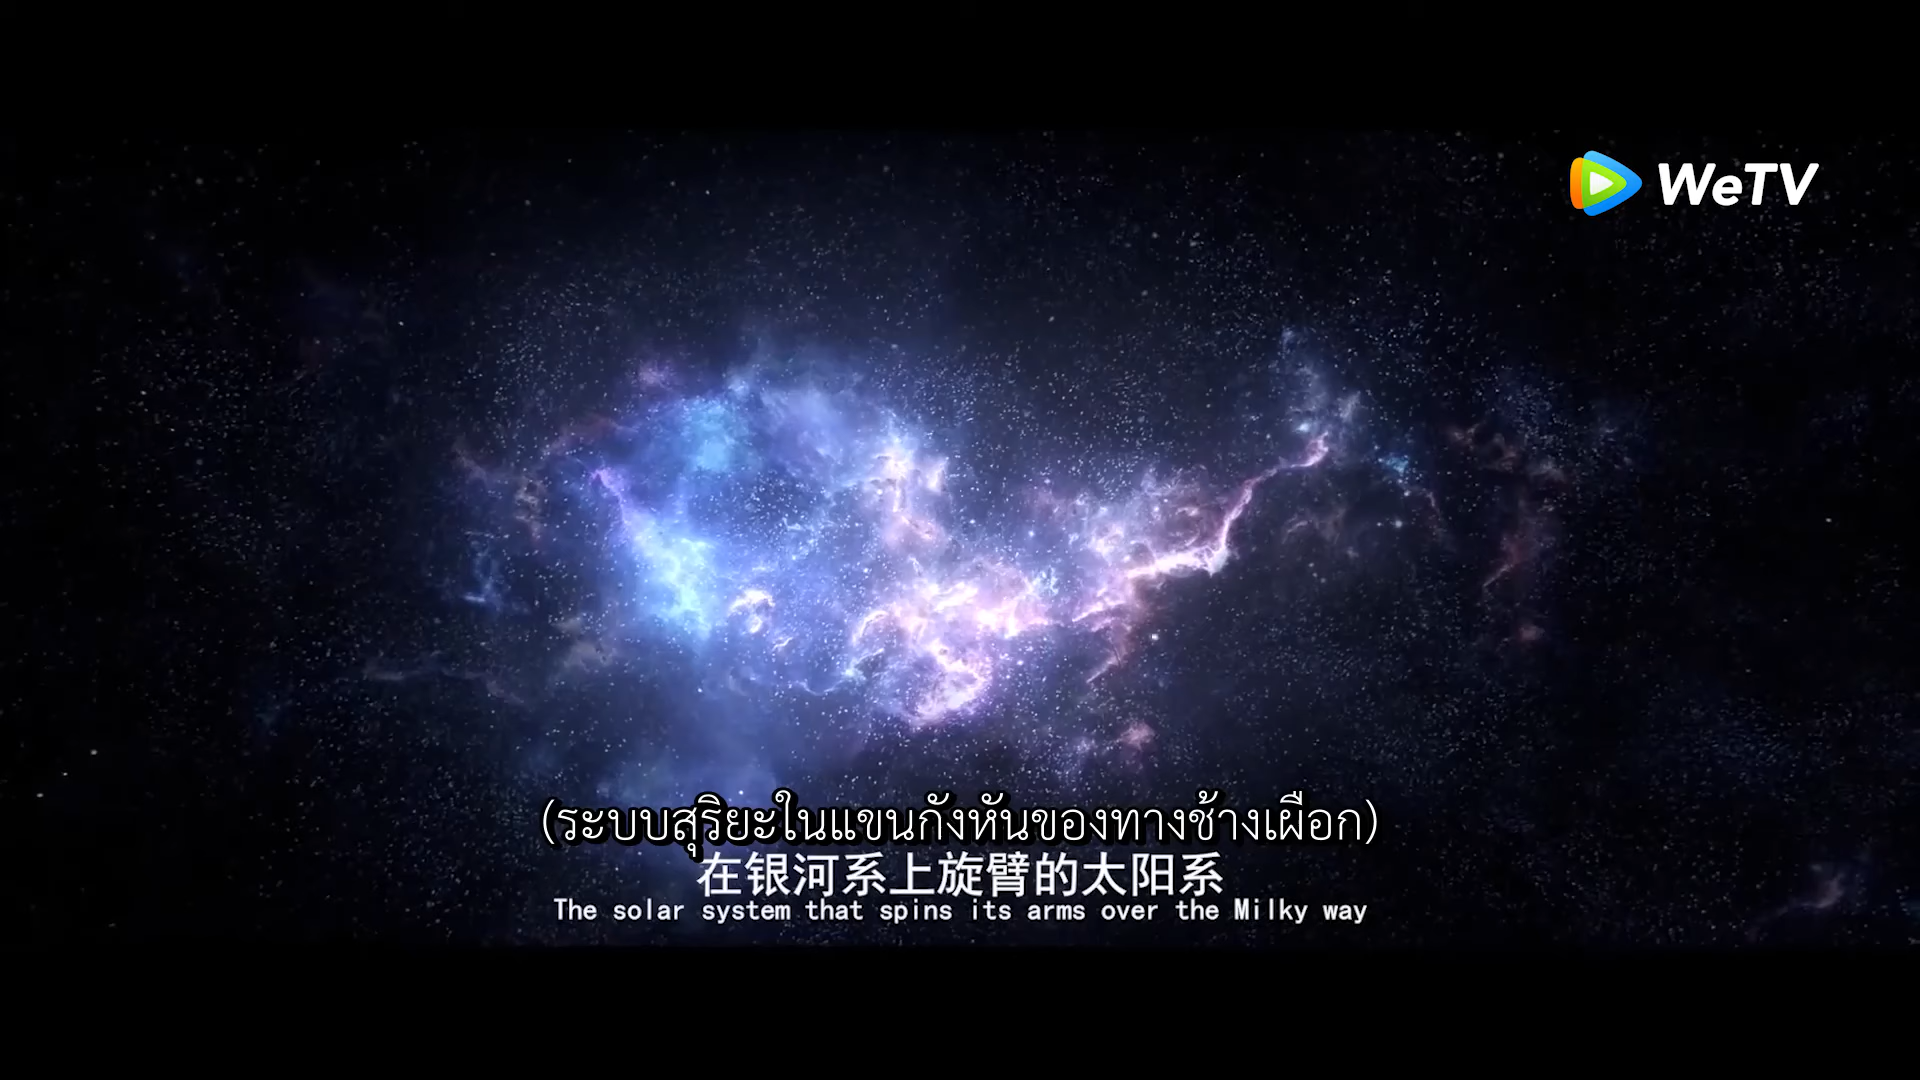 WeTV
(ระบบสุริยะในแขนกังหันของทางช้างเผือก)
在银河系上旋臂的太阳系
The solar system that spins its arms over the Milky way